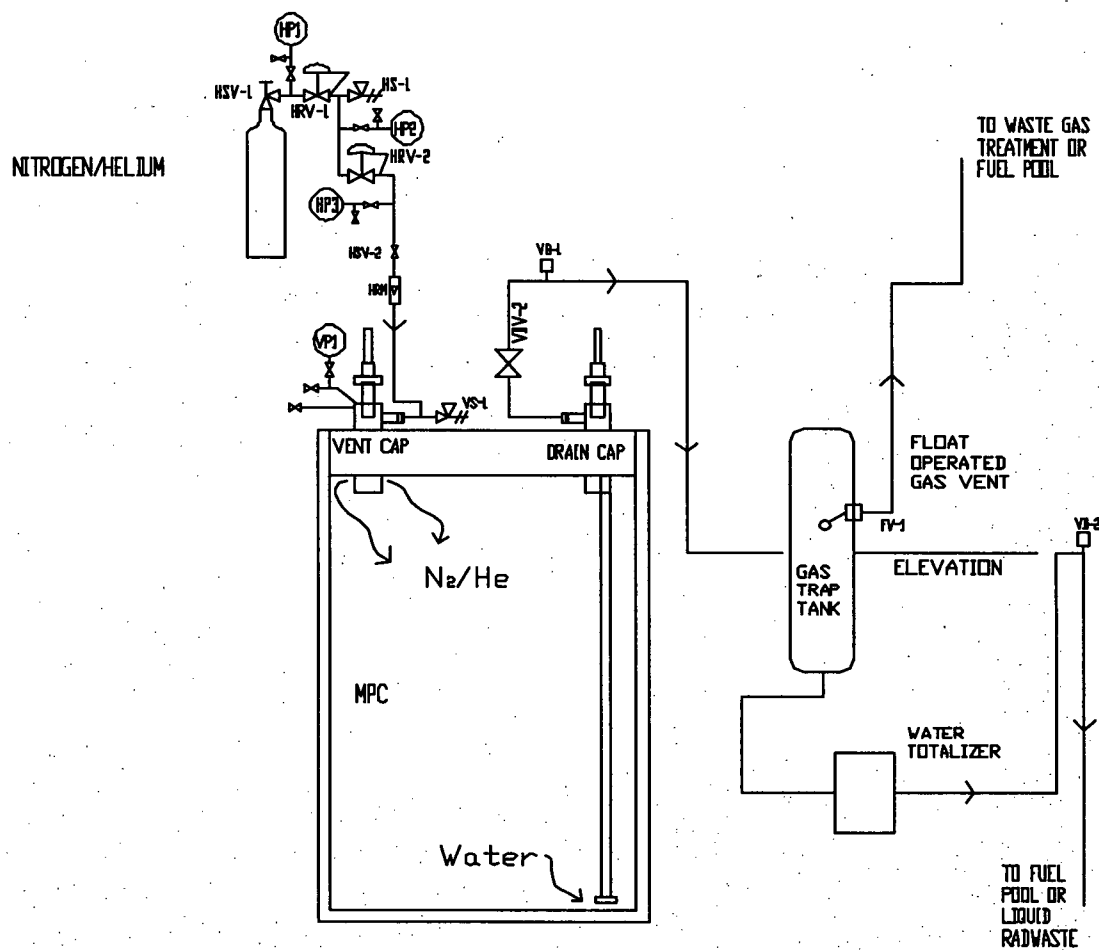 HP1
HSV-1
HRV-1
HS-1
HP2
NITROGEN/HELIUM
HRV-2
HP3
HSV-2
HRM
TO WASTE GAS
TREATMENT OR
FUEL POOL
VB-1
VDV-2
VP1
VS-1
VENT CAP
DRAIN CAP
FLOAT
OPERATED
GAS VENT
FV-1
VB-2
N2/He
GAS
TRAP
TANK
ELEVATION
MPC
WATER
TOTALIZER
Water
TO FUEL
POOL OR
LIQUID
RADWASTE